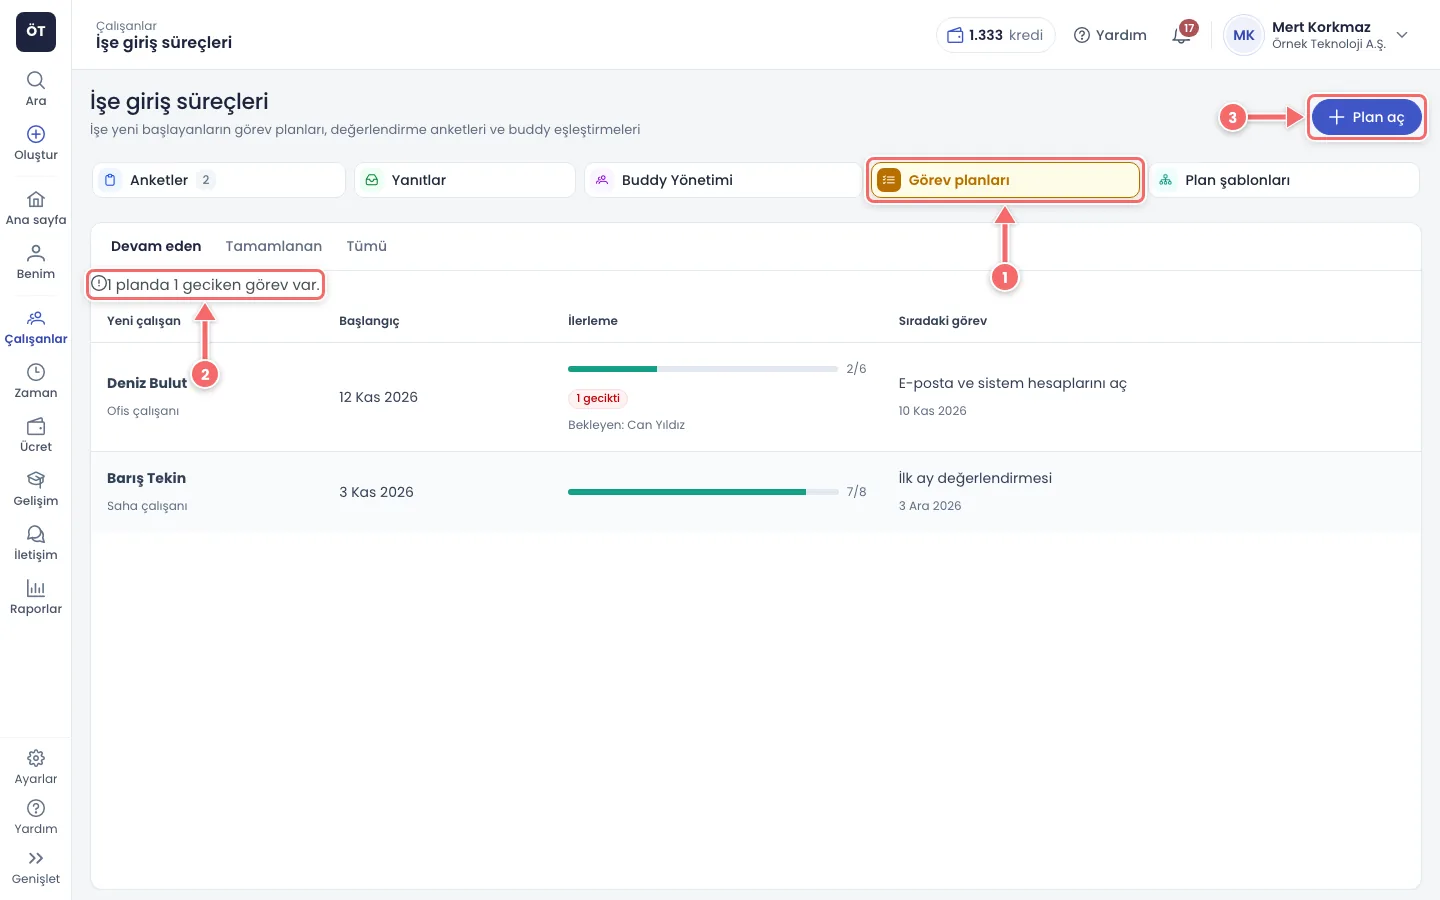 ÖT
Ara
Oluştur
Ana sayfa
Benim
Çalışanlar
Zaman
Ücret
Gelişim
İletişim
Raporlar
Ayarlar
Yardım
Genişlet
Çalışanlar
İşe giriş süreçleri
1.333 kredi
Yardım
17
MK
Mert Korkmaz
Örnek Teknoloji A.Ş.
İşe giriş süreçleri
İşe yeni başlayanların görev planları, değerlendirme anketleri ve buddy eşleştirmeleri
3
Plan aç
Anketler 2
Yanıtlar
Buddy Yönetimi
Görev planları
Plan şablonları
1
Devam eden
Tamamlanan
Tümü
1 planda 1 geciken görev var.
2
Yeni çalışan
Başlangıç
İlerleme
Sıradaki görev
Deniz Bulut
Ofis çalışanı
12 Kas 2026
2/6
1 gecikti
Bekleyen: Can Yıldız
E-posta ve sistem hesaplarını aç
10 Kas 2026
Barış Tekin
Saha çalışanı
3 Kas 2026
7/8
İlk ay değerlendirmesi
3 Ara 2026